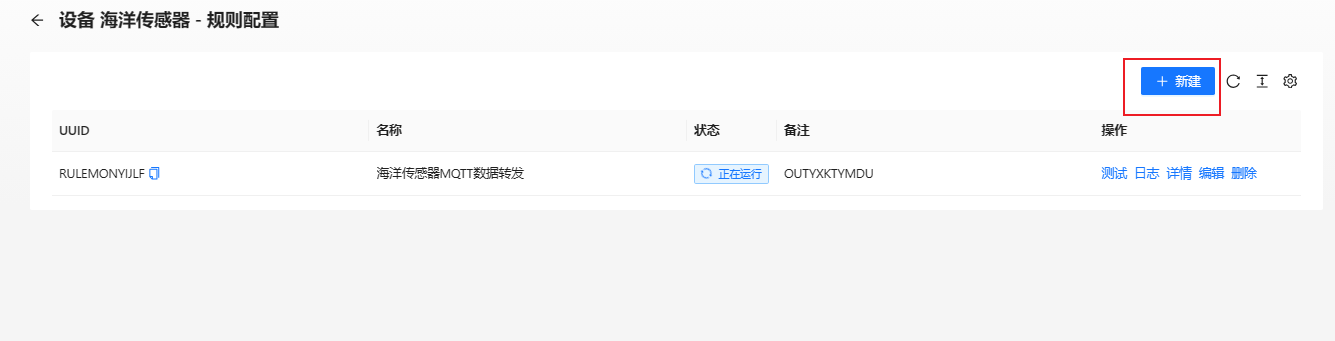 设备 海洋传感器 - 规则配置
新建
UUID 名称 状态 备注 操作
RULEMONYIJLF 海洋传感器MQTT数据转发 正在运行 OUTYXKTYMDU 测试 日志 详情 编辑 删除